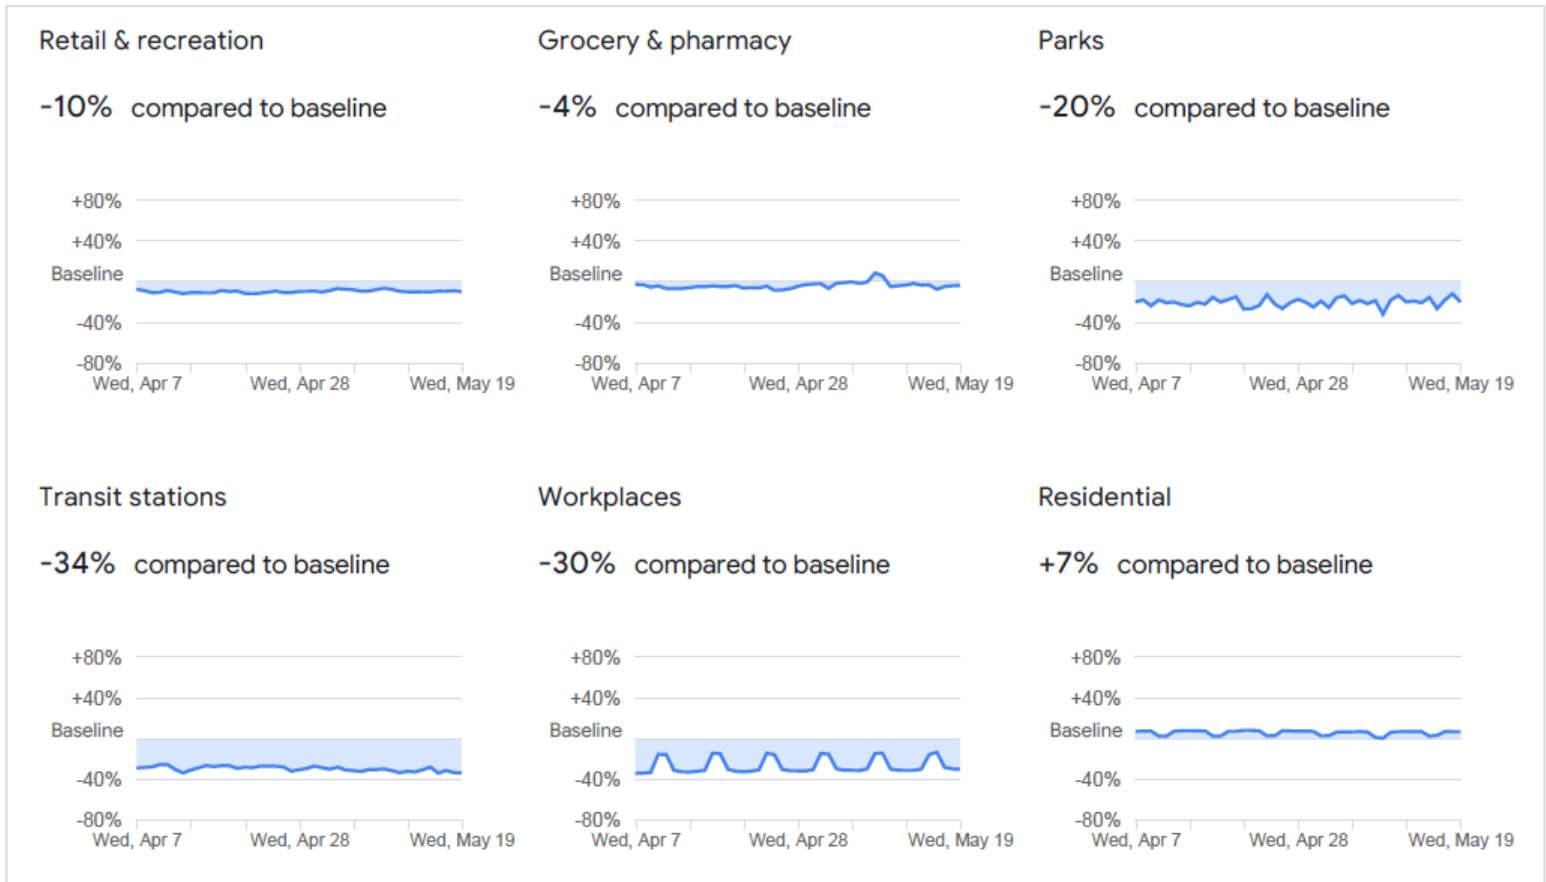 Retail & recreation
-10% compared to baseline
+80%
+40%
Baseline
-40%
-80%
Wed, Apr 7
Wed, Apr 28
Wed, May 19
Grocery & pharmacy
-4% compared to baseline
+80%
+40%
Baseline
-40%
-80%
Wed, Apr 7
Wed, Apr 28
Wed, May 19
Parks
-20% compared to baseline
+80%
+40%
Baseline
-40%
-80%
Wed, Apr 7
Wed, Apr 28
Wed, May 19
Transit stations
-34% compared to baseline
+80%
+40%
Baseline
-40%
-80%
Wed, Apr 7
Wed, Apr 28
Wed, May 19
Workplaces
-30% compared to baseline
+80%
+40%
Baseline
-40%
-80%
Wed, Apr 7
Wed, Apr 28
Wed, May 19
Residential
+7% compared to baseline
+80%
+40%
Baseline
-40%
-80%
Wed, Apr 7
Wed, Apr 28
Wed, May 19